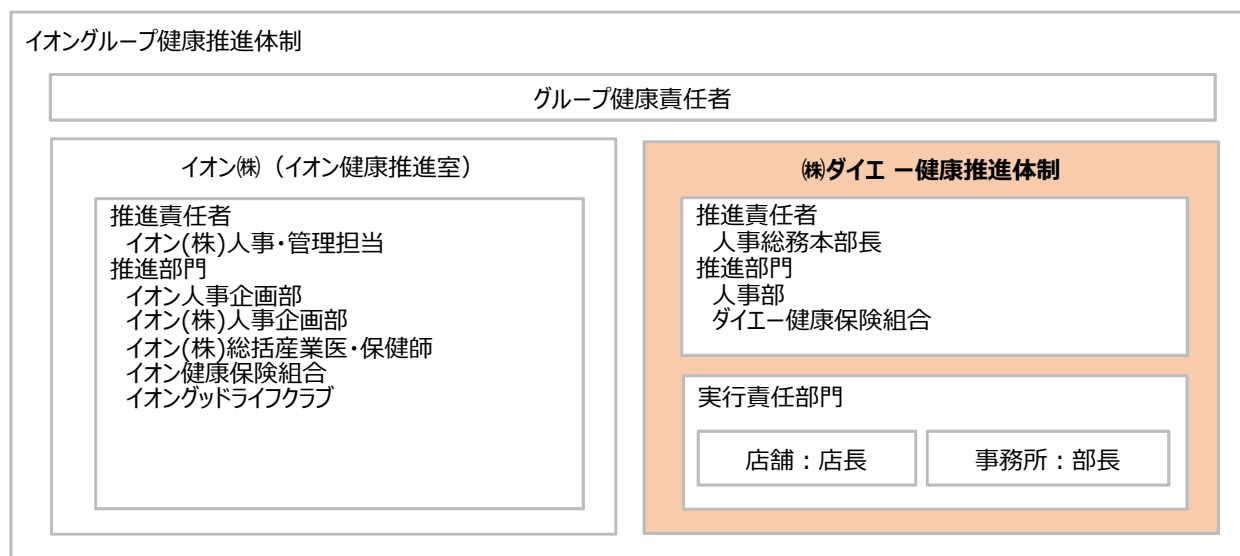 イオングループ健康推進体制
グループ健康責任者
イオン㈱（イオン健康推進室）
推進責任者
イオン(株)人事・管理担当
推進部門
イオン人事企画部
イオン(株)人事企画部
イオン(株)総括産業医・保健師
イオン健康保険組合
イオングッドライフクラブ
㈱ダイエー健康推進体制
推進責任者
人事総務本部長
推進部門
人事部
ダイエー健康保険組合
実行責任部門
店舗：店長
事務所：部長